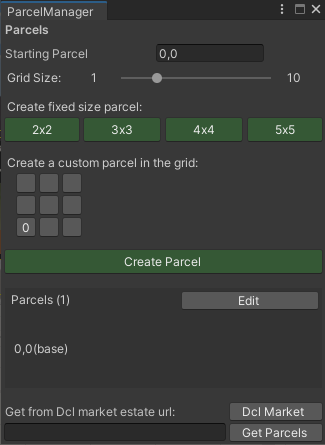 ParcelManager
Parcels
Starting Parcel 0,0
Grid Size: 1 10
Create fixed size parcel:
2x2 3x3 4x4 5x5
Create a custom parcel in the grid:
0
Create Parcel
Parcels (1) Edit
0,0(base)
Get from Dcl market estate url: Dcl Market
Get Parcels